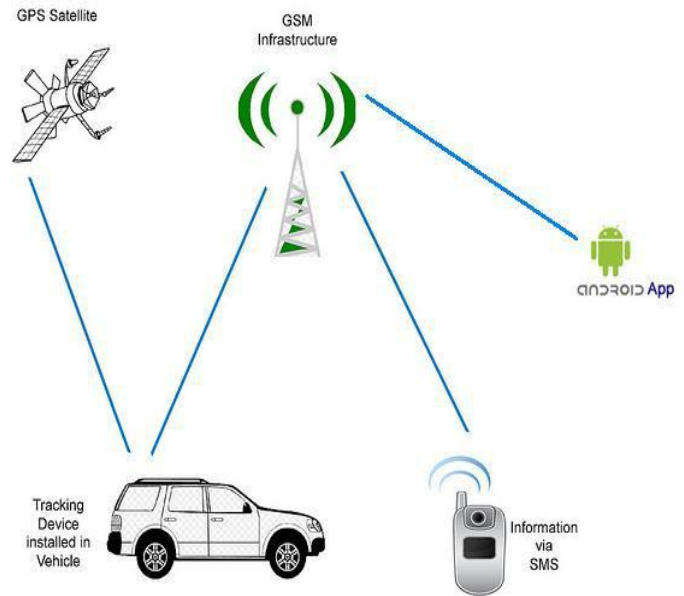 GPS Satellite
GSM
Infrastructure
android App
Tracking
Device
installed in
Vehicle
Information
via
SMS